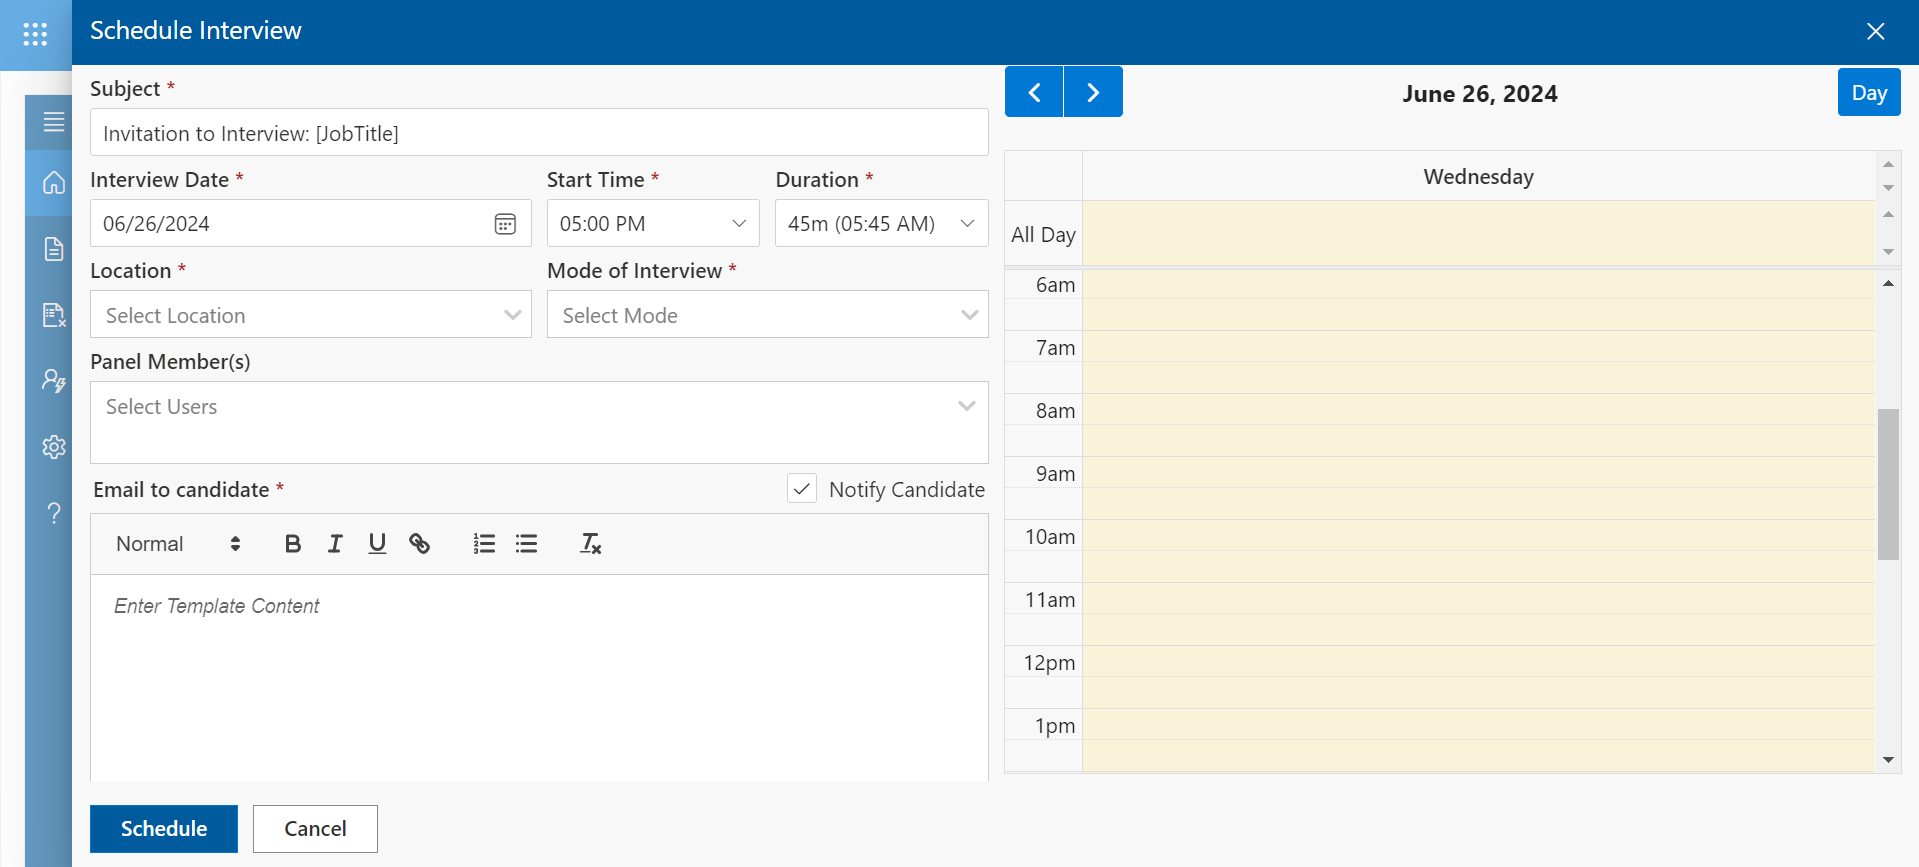 Schedule Interview
Subject *
Invitation to Interview: [JobTitle]
Interview Date *
Start Time *
Duration *
06/26/2024
05:00 PM
45m (05:45 AM)
Location *
Mode of Interview *
Select Location
Select Mode
Panel Member(s)
Select Users
Email to candidate *
Notify Candidate
Normal
Enter Template Content
Schedule
Cancel
June 26, 2024
Day
Wednesday
All Day
6am
7am
8am
9am
10am
11am
12pm
1pm